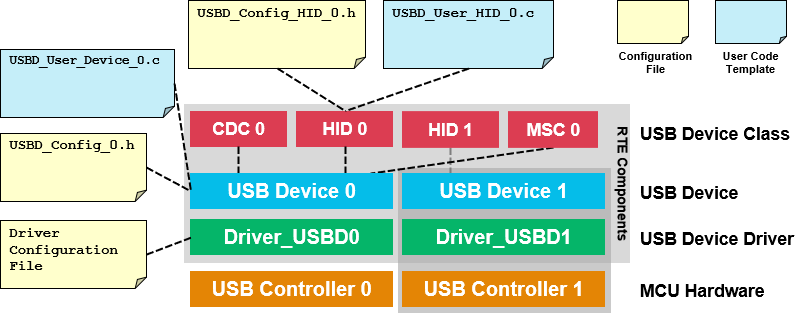 USBD_Config_HID_0.h
USBD_User_HID_0.c
Configuration
File
User Code
Template
USBD_User_Device_0.c
CDC 0
HID 0
HID 1
MSC 0
USB Device Class
RTE Components
USBD_Config_0.h
USB Device 0
USB Device 1
USB Device
Driver
Configuration
File
Driver_USBD0
Driver_USBD1
USB Device Driver
USB Controller 0
USB Controller 1
MCU Hardware